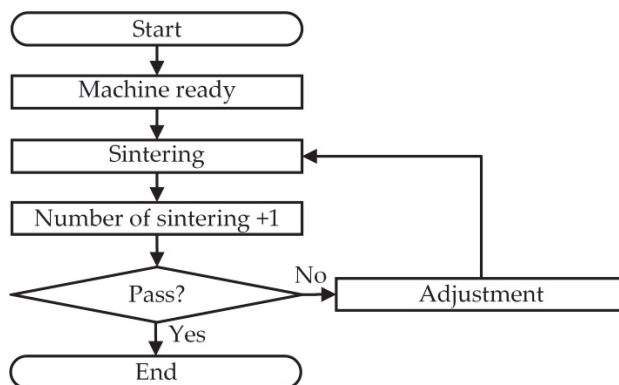 Start
Machine ready
Sintering
Number of sintering +1
Pass?
No
Adjustment
Yes
End